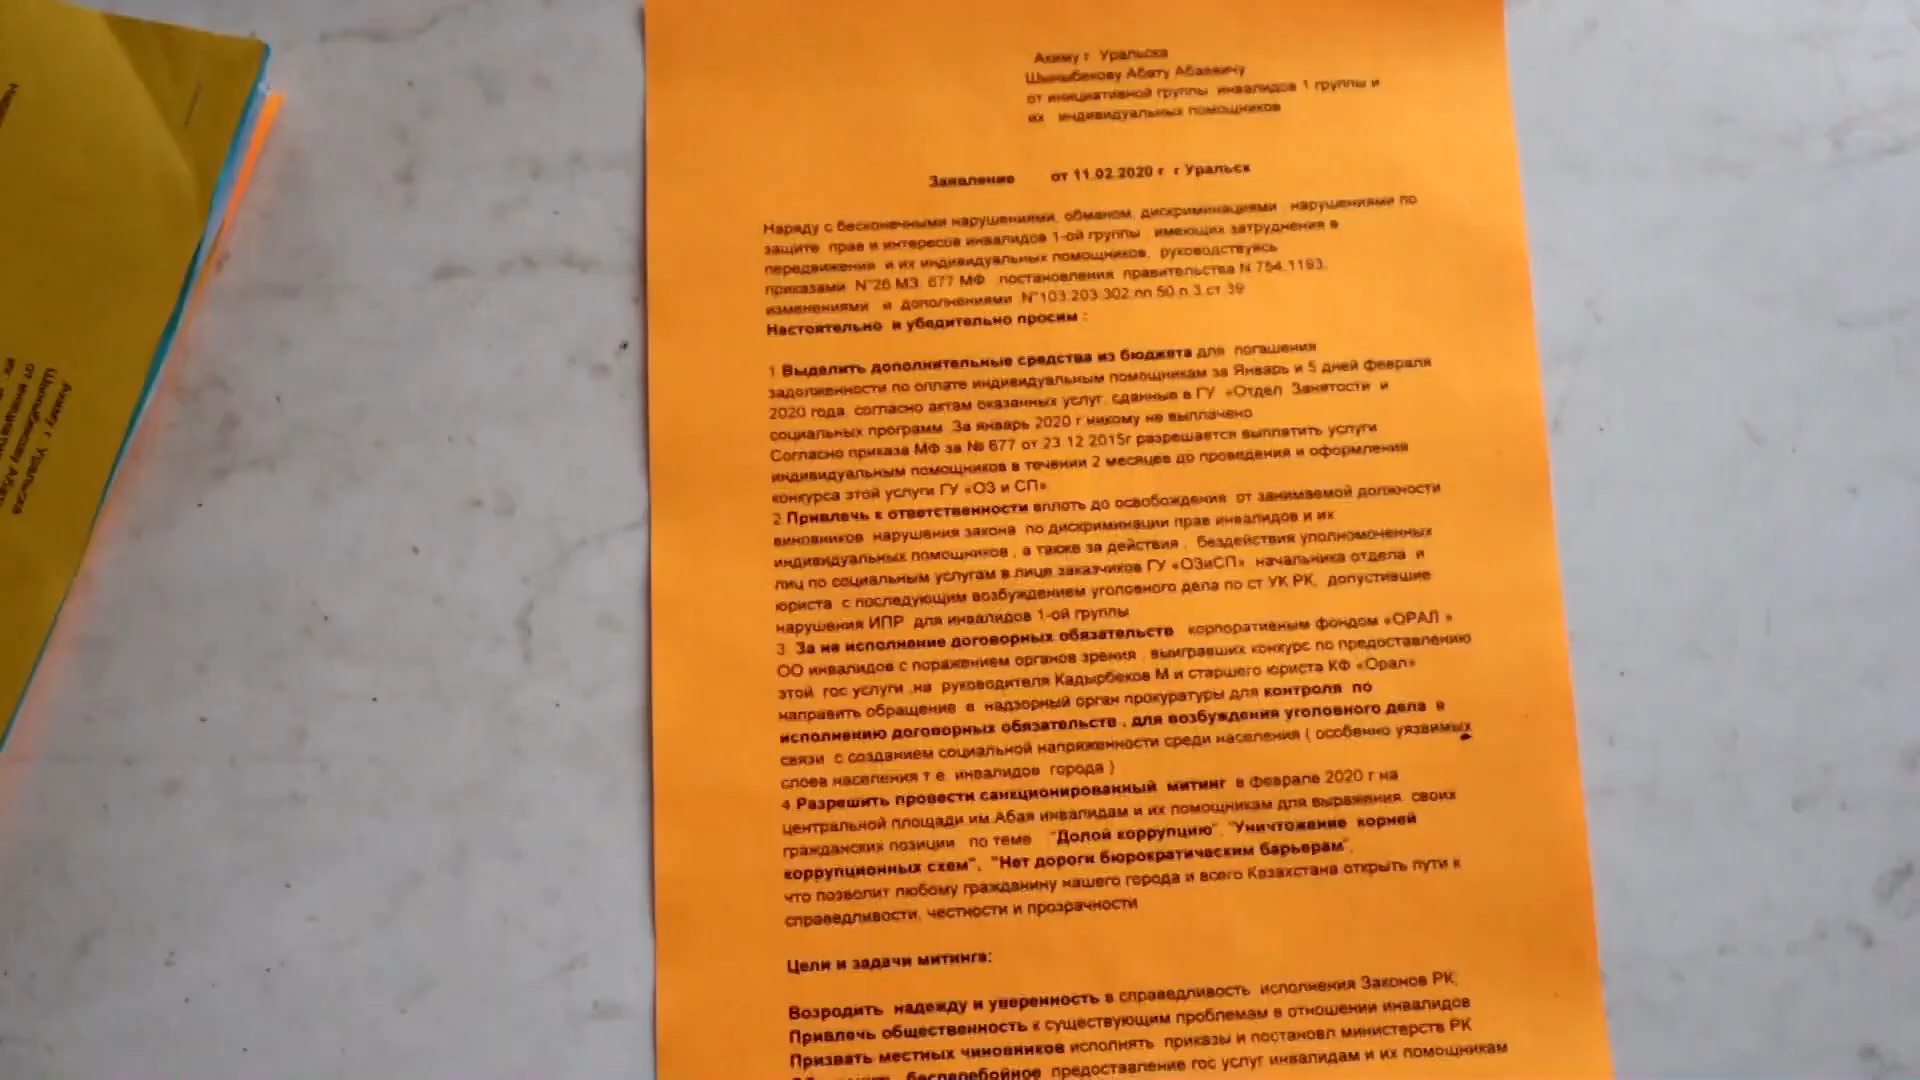 Акиму г Уральска
Шыныбекову Абату Абаевичу
от инициативной группы инвалидов 1 группы и
их индивидуальных помощников
Заявление от 11.02.2020 г г Уральск
Наряду с бесконечными нарушениями, обманом, дискриминациями, нарушениями по
защите прав и интересов инвалидов 1-ой группы, имеющих затруднения в
передвижения и их индивидуальных помощников, руководствуясь
приказами N°26 МЗ, 677 МФ, постановления правительства N 754,1193,
изменениями и дополнениями N°103,203,302,пп 50,п.3,ст 39
Настоятельно и убедительно просим :
1 Выделить дополнительные средства из бюджета для погашения
задолженности по оплате индивидуальным помощникам за Январь и 5 дней февраля
2020 года, согласно актам оказанных услуг, сданные в ГУ «Отдел Занятости и
социальных программ. За январь 2020 г никому не выплачено
Согласно приказа МФ за № 677 от 23 12 2015г разрешается выплатить услуги
индивидуальным помощников в течении 2 месяцев до проведения и оформления
конкурса этой услуги ГУ «ОЗ и СП»
2 Привлечь к ответственности вплоть до освобождения от занимаемой должности
виновников нарушения закона по дискриминации прав инвалидов и их
индивидуальных помощников , а также за действия , бездействия уполномоченных
лиц по социальным услугам в лице заказчиков ГУ «ОЗиСП» начальника отдела и
юриста с последующим возбуждением уголовного дела по ст УК РК, допустившие
нарушения ИПР для инвалидов 1-ой группы
3 За не исполнение договорных обязательств корпоративным фондом «ОРАЛ »
ОО инвалидов с поражением органов зрения , выигравших конкурс по предоставлению
этой гос услуги ,на руководителя Кадырбеков М и старшего юриста КФ «Орал»
направить обращение в надзорный орган прокуратуры для контроля по
исполнению договорных обязательств , для возбуждения уголовного дела в
связи с созданием социальной напряженности среди населения ( особенно уязвимых
слоев населения т е инвалидов города )
4 Разрешить провести санкционированный митинг в феврале 2020 г на
центральной площади им.Абая инвалидам и их помощникам для выражения своих
гражданских позиции по теме "Долой коррупцию", "Уничтожение корней
коррупционных схем", "Нет дороги бюрократическим барьерам",
что позволит любому гражданину нашего города и всего Казахстана открыть пути к
справедливости, честности и прозрачности
Цели и задачи митинга:
Возродить надежду и уверенность в справедливость исполнения Законов РК,
Привлечь общественность к существующим проблемам в отношении инвалидов
Призвать местных чиновников исполнять приказы и постановл министерств РК
бесперебойное предоставление гос услуг инвалидам и их помощникам
Акиму г Уральска